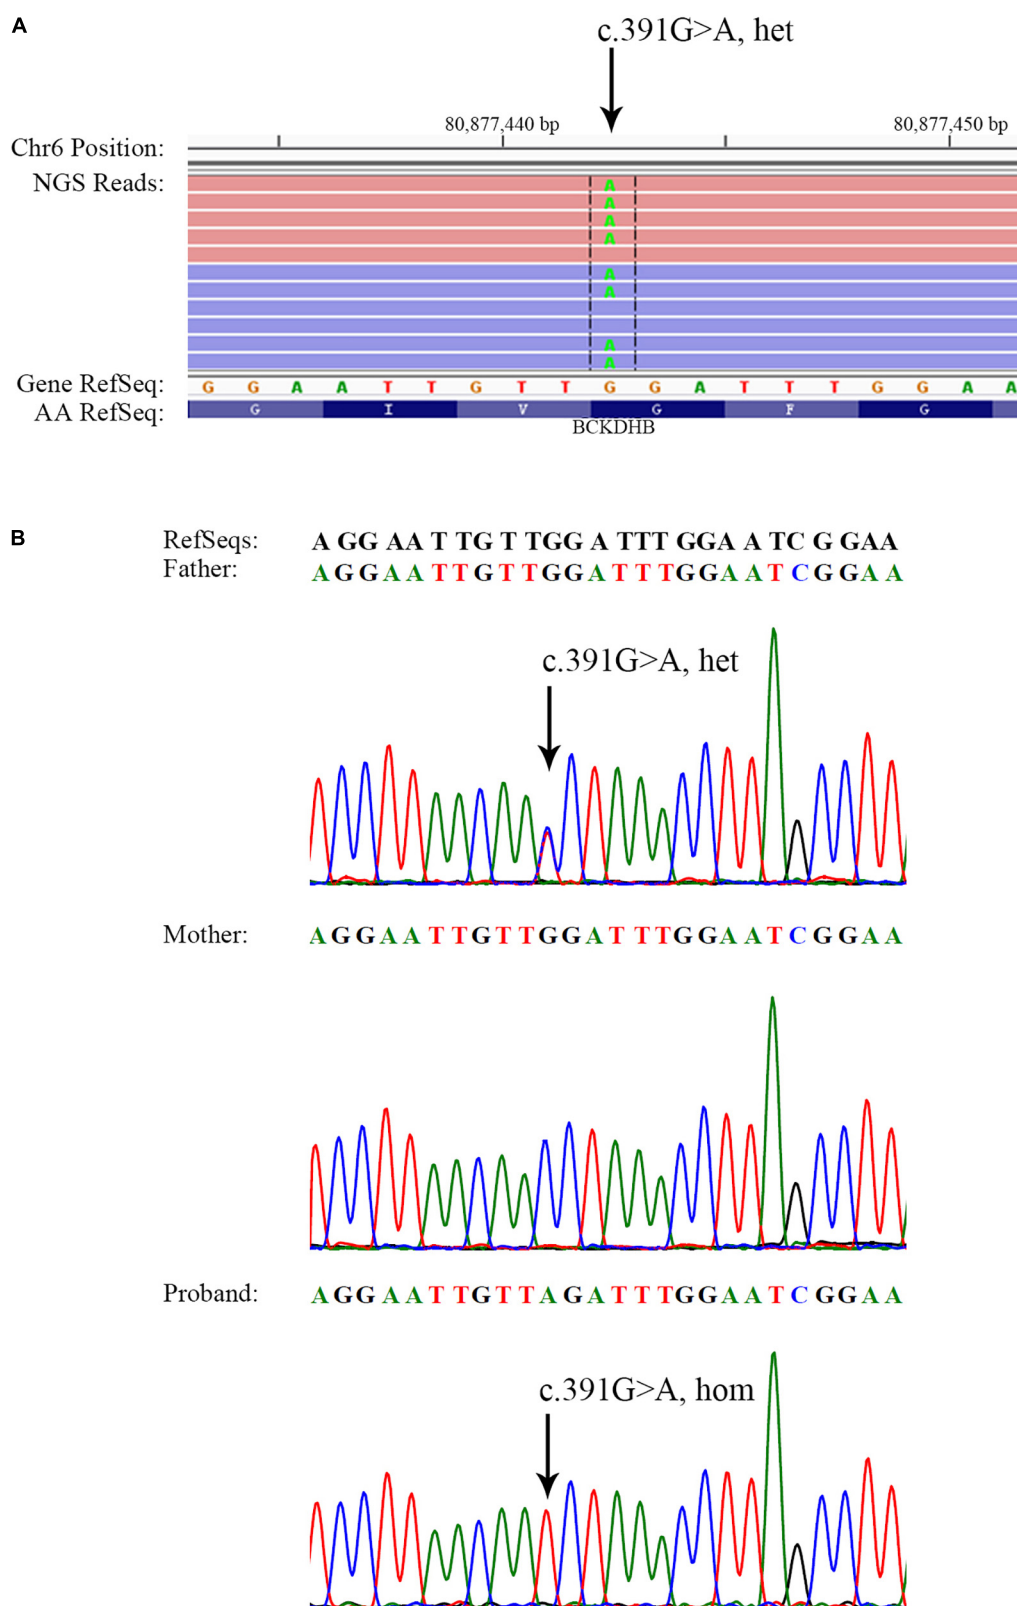 A
c.391G>A, het
80,877,440 bp 80,877,450 bp
Chr6 Position:
NGS Reads:
A
A
A
A
A
A
A
A
Gene RefSeq: G G A A T T G T T G G A T T T G G A A
AA RefSeq: G I V G F G
BCKDHB
B
RefSeqs: A GG AA T TG T TGG A TTT GGA A TC G GAA
Father: A G G A A T T G T T G G A T T T G G A A T C G G A A
c.391G>A, het
Mother: A G G A A T T G T T G G A T T T G G A A T C G G A A
Proband: A G G A A T T G T T A G A T T T G G A A T C G G A A
c.391G>A, hom